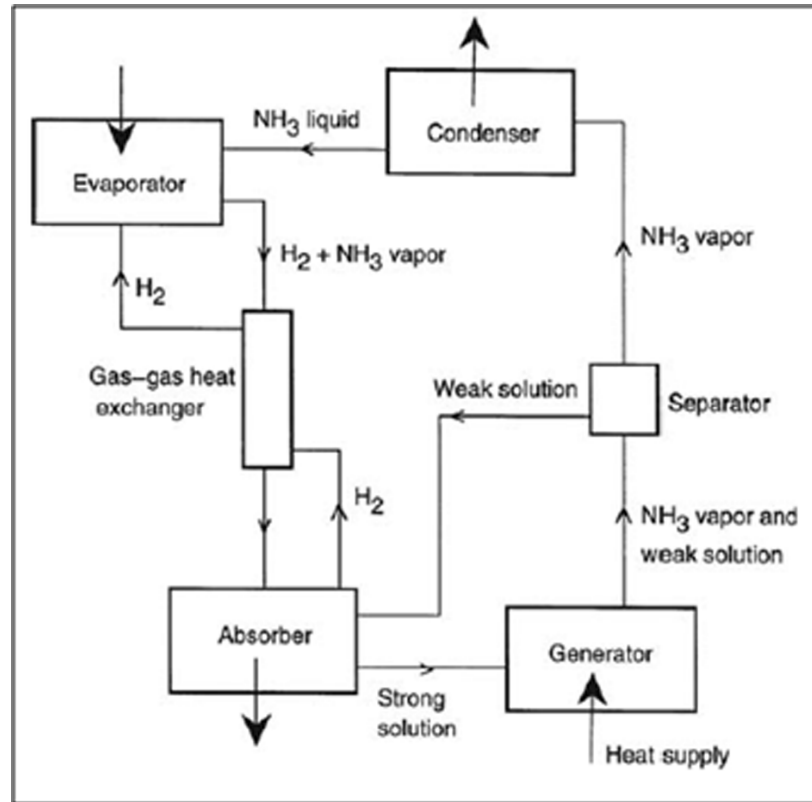 NH3 liquid
Condenser
Evaporator
H2 + NH3 vapor
NH3 vapor
H2
Gas–gas heat
exchanger
Weak solution
Separator
H2
NH3 vapor and
weak solution
Absorber
Generator
Strong
solution
Heat supply